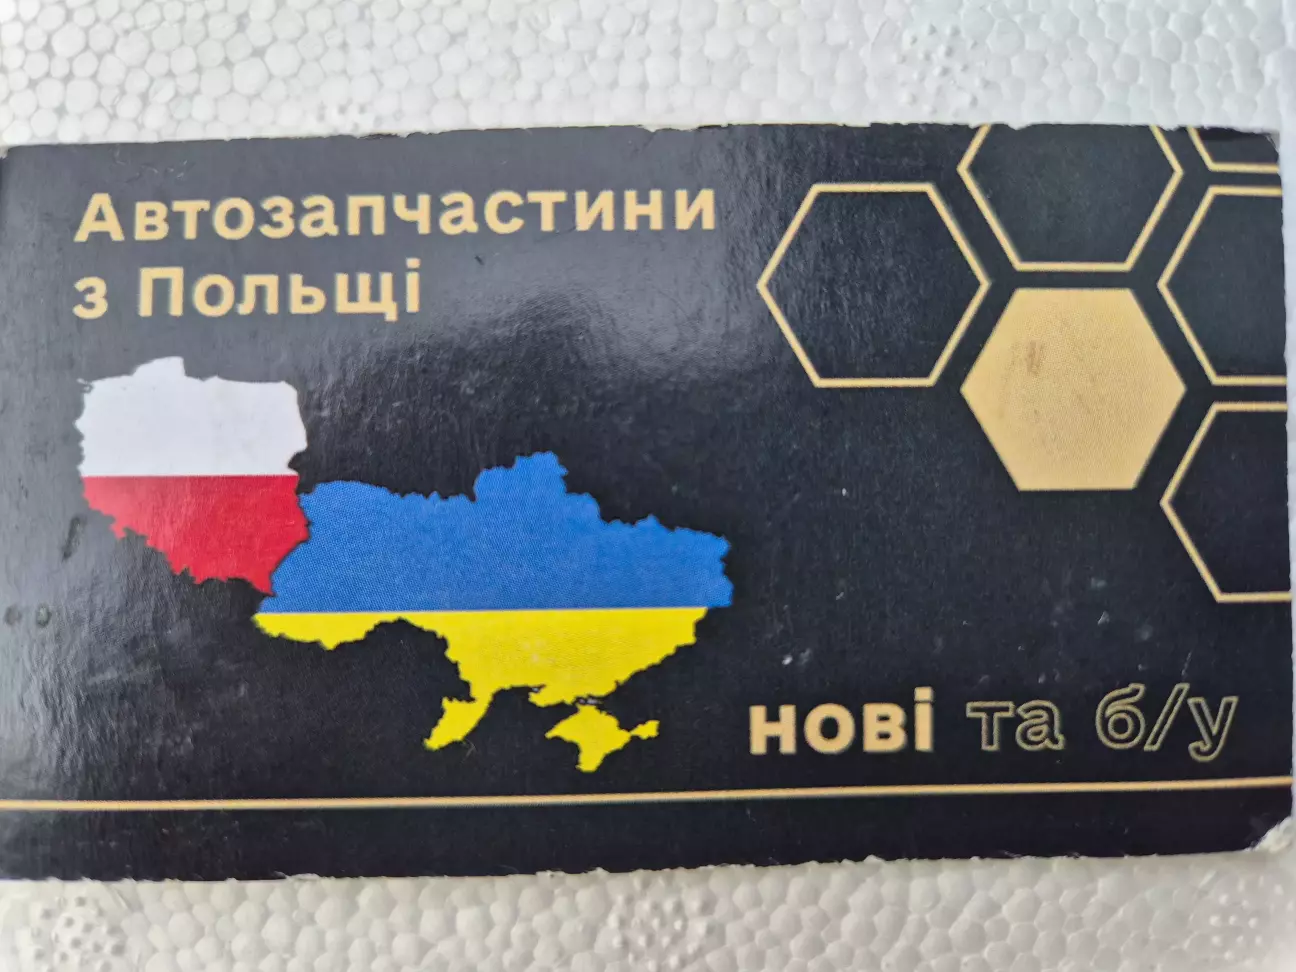 Автозапчастини
з Польщі
нові та б/у